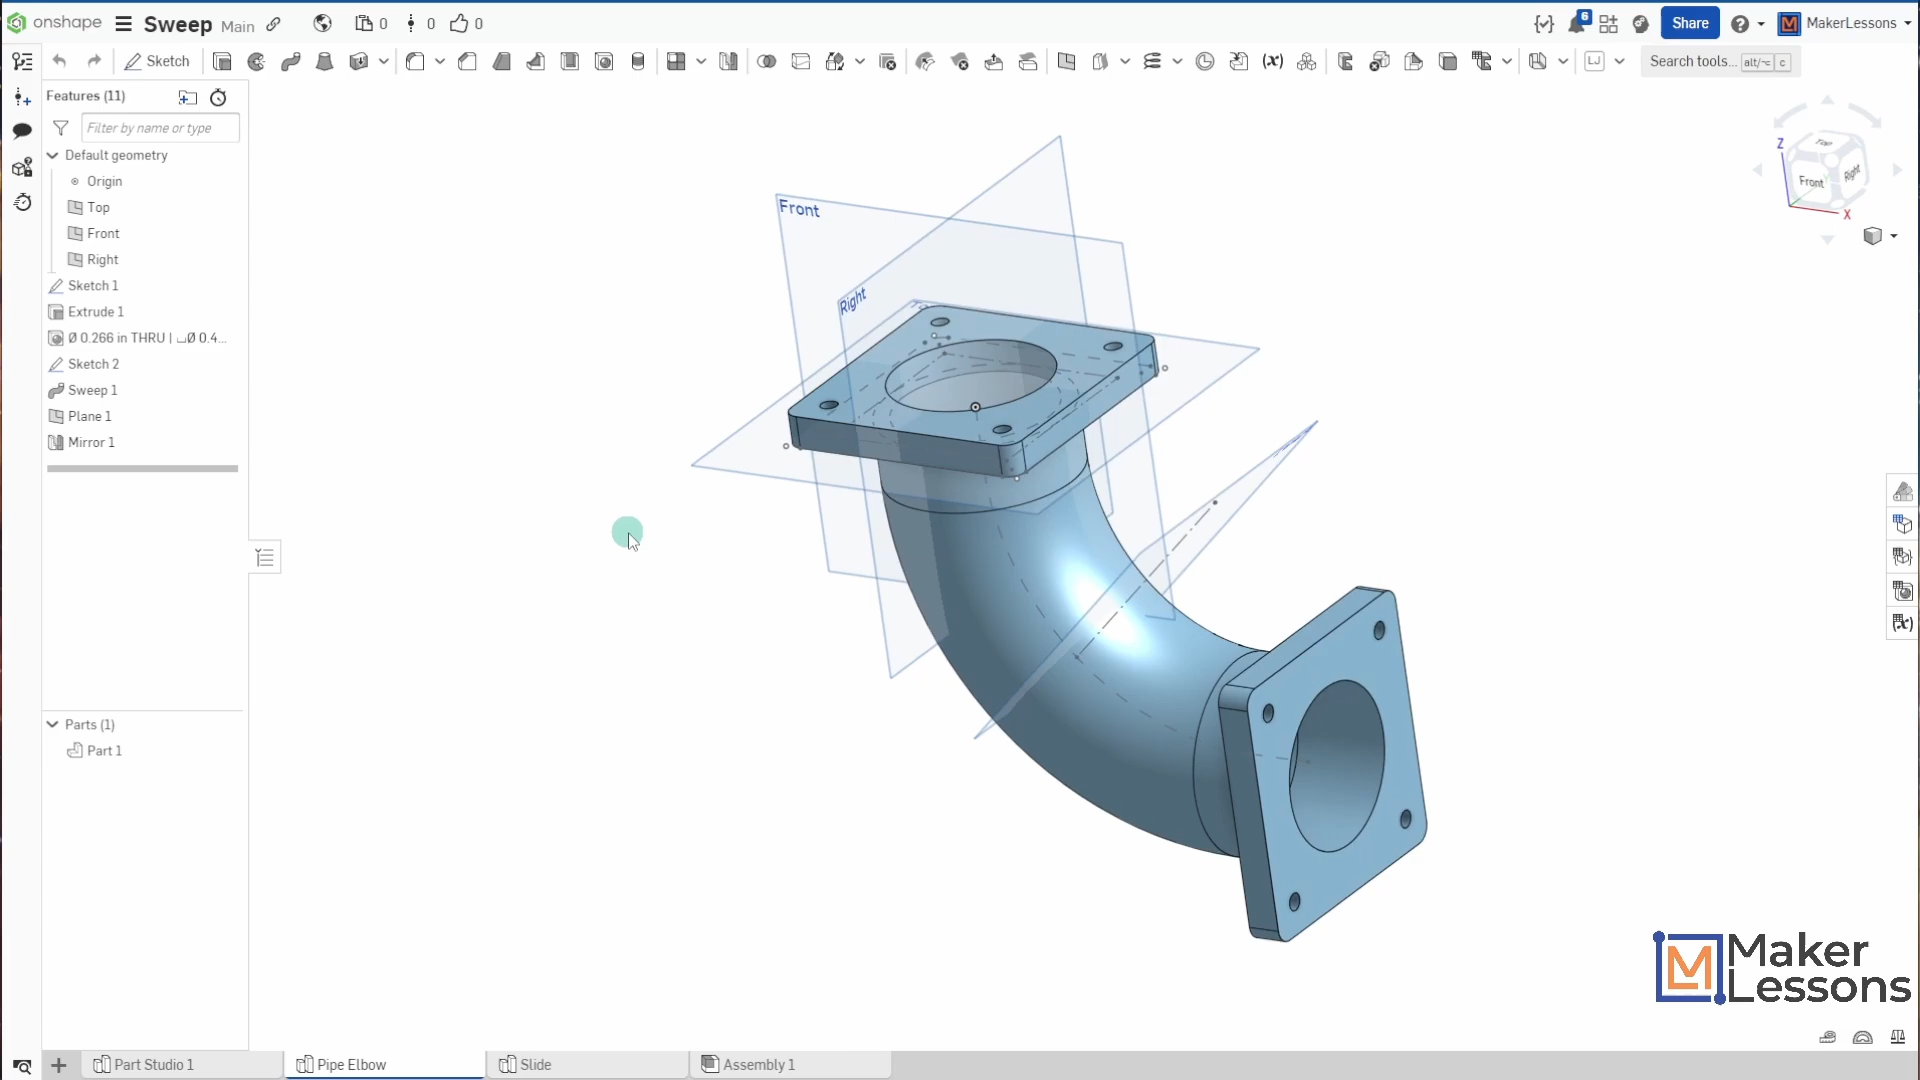 onshape
Sweep
Main
0
0
0
6
Share
MakerLessons
Sketch
Search tools...
alt/⌥
c
Features (11)
Filter by name or type
Default geometry
Origin
Top
Front
Right
Sketch 1
Extrude 1
Ø 0.266 in THRU | ⌴Ø 0.4...
Sketch 2
Sweep 1
Plane 1
Mirror 1
Parts (1)
Part 1
Front
Right
Z
Top
Front
Right
X
Maker
Lessons
Part Studio 1
Pipe Elbow
Slide
Assembly 1